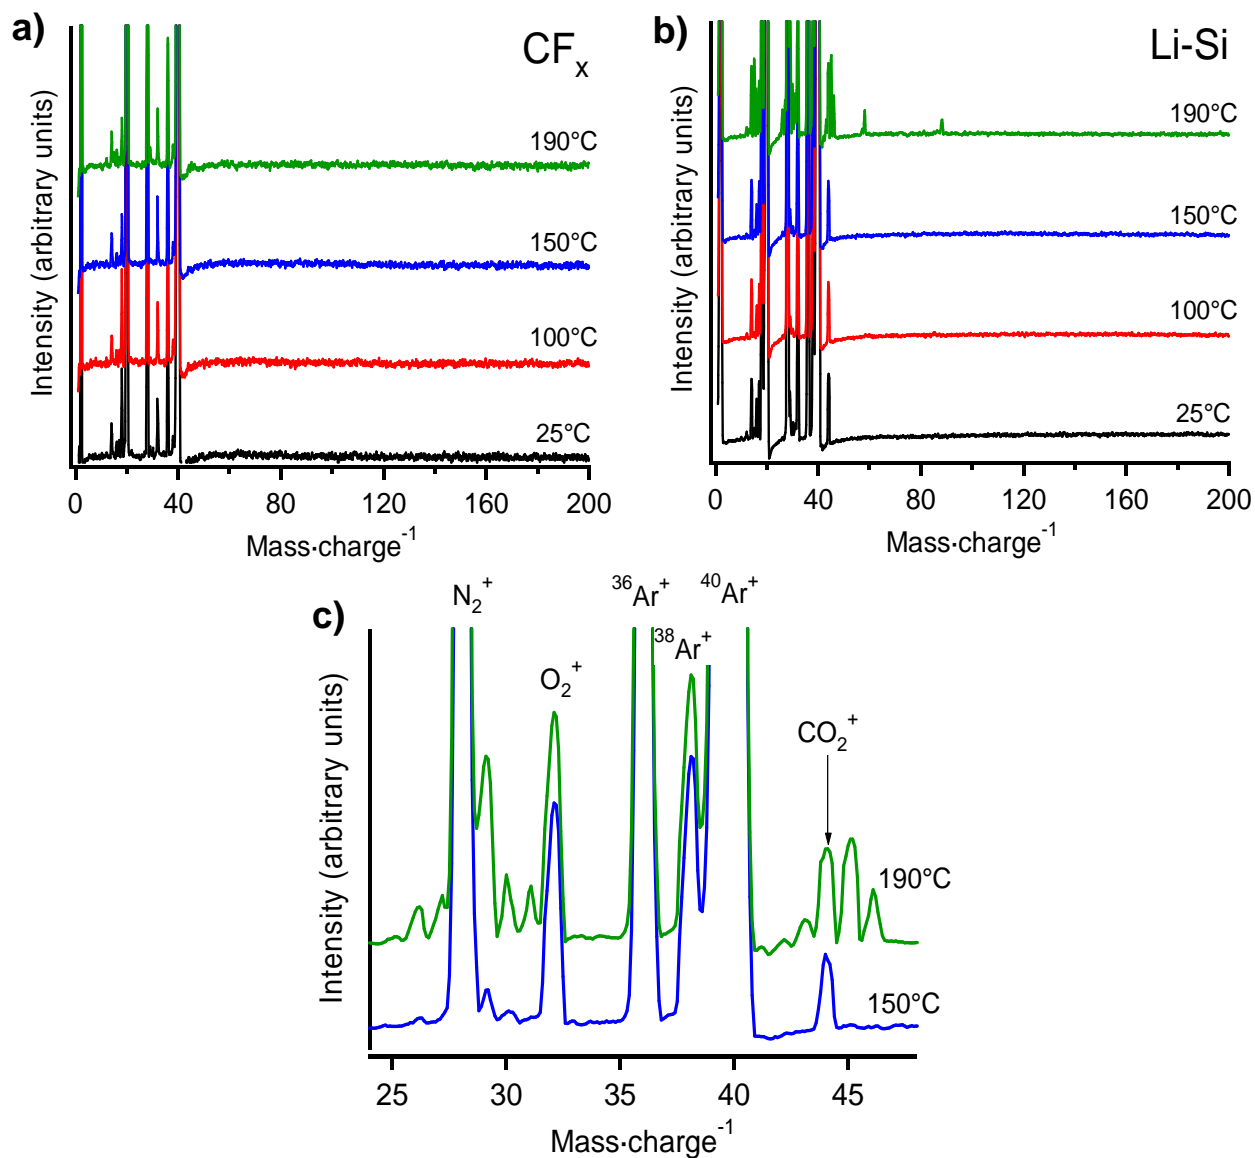 a)
CFₓ
190°C
150°C
100°C
25°C
Intensity (arbitrary units)
0 40 80 120 160 200
Mass·charge⁻¹
b)
Li-Si
190°C
150°C
100°C
25°C
Intensity (arbitrary units)
0 40 80 120 160 200
Mass·charge⁻¹
c)
N₂⁺
O₂⁺
³⁶Ar⁺
³⁸Ar⁺
⁴⁰Ar⁺
CO₂⁺
190°C
150°C
Intensity (arbitrary units)
25 30 35 40 45
Mass·charge⁻¹